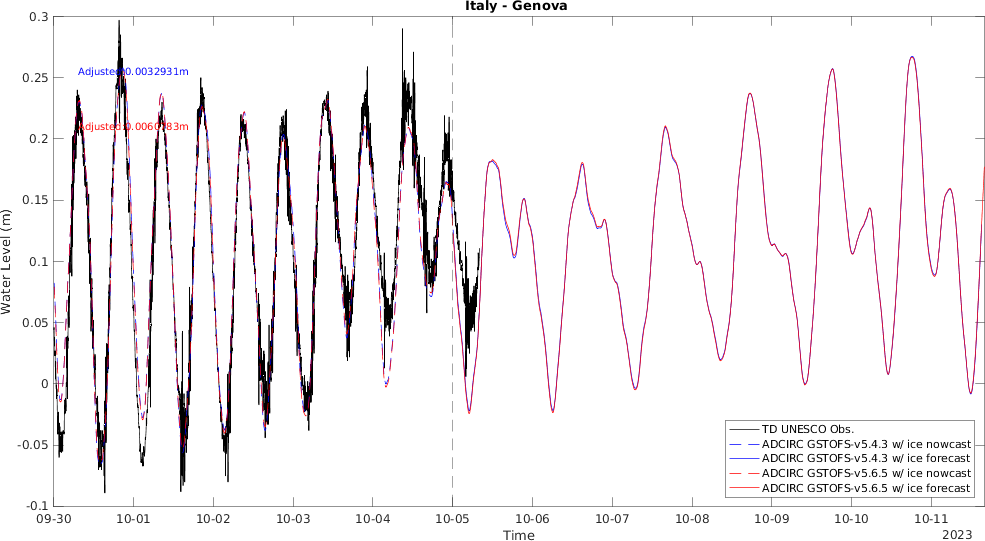 Italy - Genova
0.3
0.25
0.2
0.15
0.1
0.05
0
-0.05
-0.1
Water Level (m)
Adjusted 0.0032931m
TD UNESCO Obs.
ADCIRC GSTOFS-v5.4.3 w/ ice nowcast
ADCIRC GSTOFS-v5.4.3 w/ ice forecast
ADCIRC GSTOFS-v5.6.5 w/ ice nowcast
ADCIRC GSTOFS-v5.6.5 w/ ice forecast
09-30 10-01 10-02 10-03 10-04 10-05 10-06 10-07 10-08 10-09 10-10 10-11
Time
2023